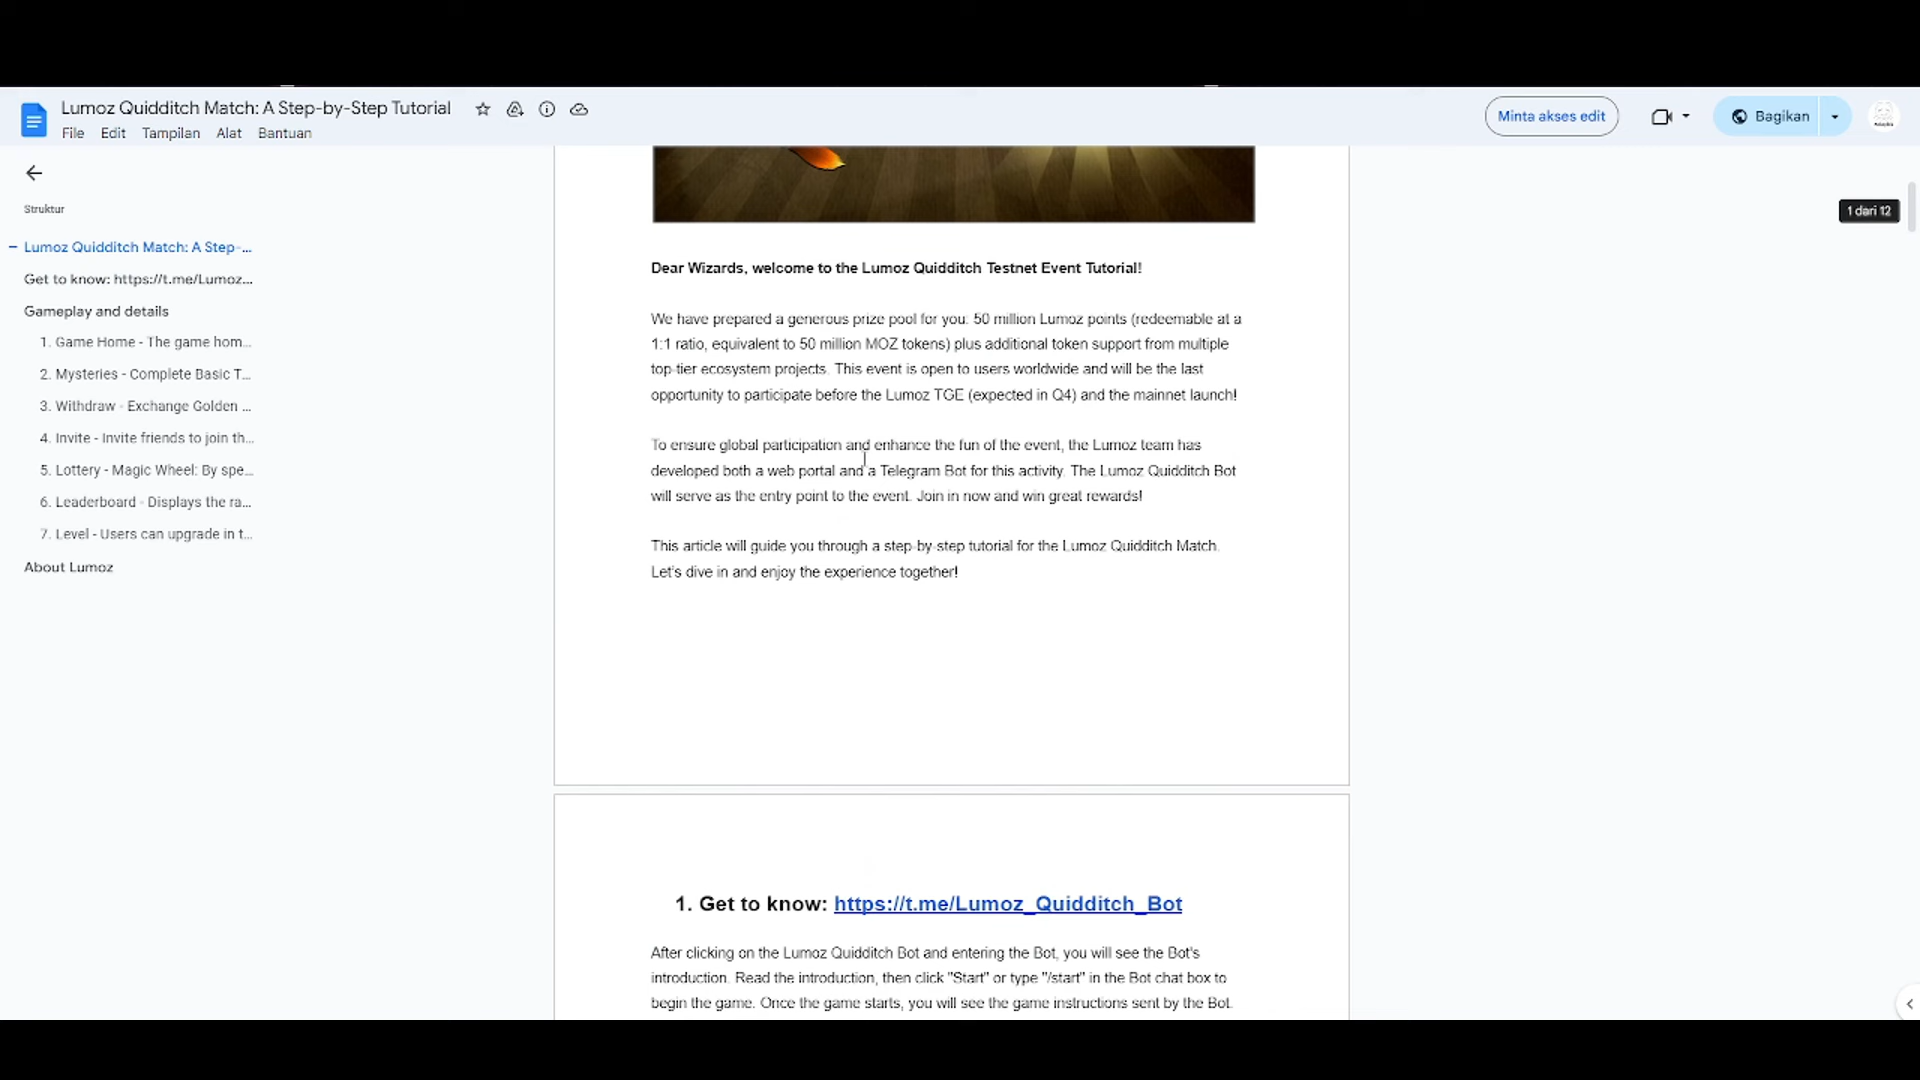 Lumoz Quidditch Match: A Step-by-Step Tutorial
File Edit Tampilan Alat Bantuan
Minta akses edit
Bagikan
1 dari 12
Struktur
Lumoz Quidditch Match: A Step-...
Get to know: https://t.me/Lumoz...
Gameplay and details
1. Game Home - The game hom...
2. Mysteries - Complete Basic T...
3. Withdraw - Exchange Golden ...
4. Invite - Invite friends to join th...
5. Lottery - Magic Wheel: By spe...
6. Leaderboard - Displays the ra...
7. Level - Users can upgrade in t...
About Lumoz
Dear Wizards, welcome to the Lumoz Quidditch Testnet Event Tutorial!
We have prepared a generous prize pool for you: 50 million Lumoz points (redeemable at a
1:1 ratio, equivalent to 50 million MOZ tokens) plus additional token support from multiple
top-tier ecosystem projects. This event is open to users worldwide and will be the last
opportunity to participate before the Lumoz TGE (expected in Q4) and the mainnet launch!
To ensure global participation and enhance the fun of the event, the Lumoz team has
developed both a web portal and a Telegram Bot for this activity. The Lumoz Quidditch Bot
will serve as the entry point to the event. Join in now and win great rewards!
This article will guide you through a step-by-step tutorial for the Lumoz Quidditch Match.
Let's dive in and enjoy the experience together!
1. Get to know: https://t.me/Lumoz_Quidditch_Bot
After clicking on the Lumoz Quidditch Bot and entering the Bot, you will see the Bot's
introduction. Read the introduction, then click "Start" or type "/start" in the Bot chat box to
begin the game. Once the game starts, you will see the game instructions sent by the Bot.